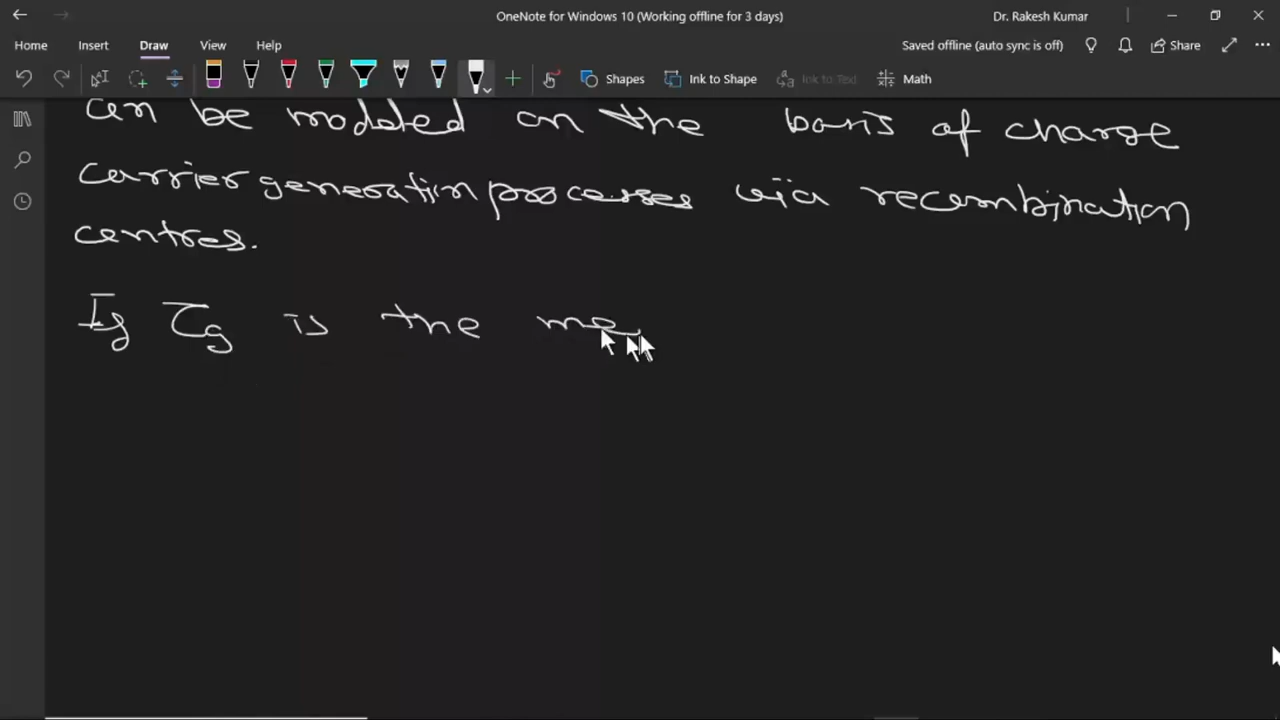 OneNote for Windows 10 (Working offline for 3 days)
Dr. Rakesh Kumar
Home Insert Draw View Help
Saved offline (auto sync is off)
Share
Shapes
Ink to Shape
Ink to Text
Math
can be modeled on the basis of charge
carrier generation processes via recombination
centres.
If τg is the me